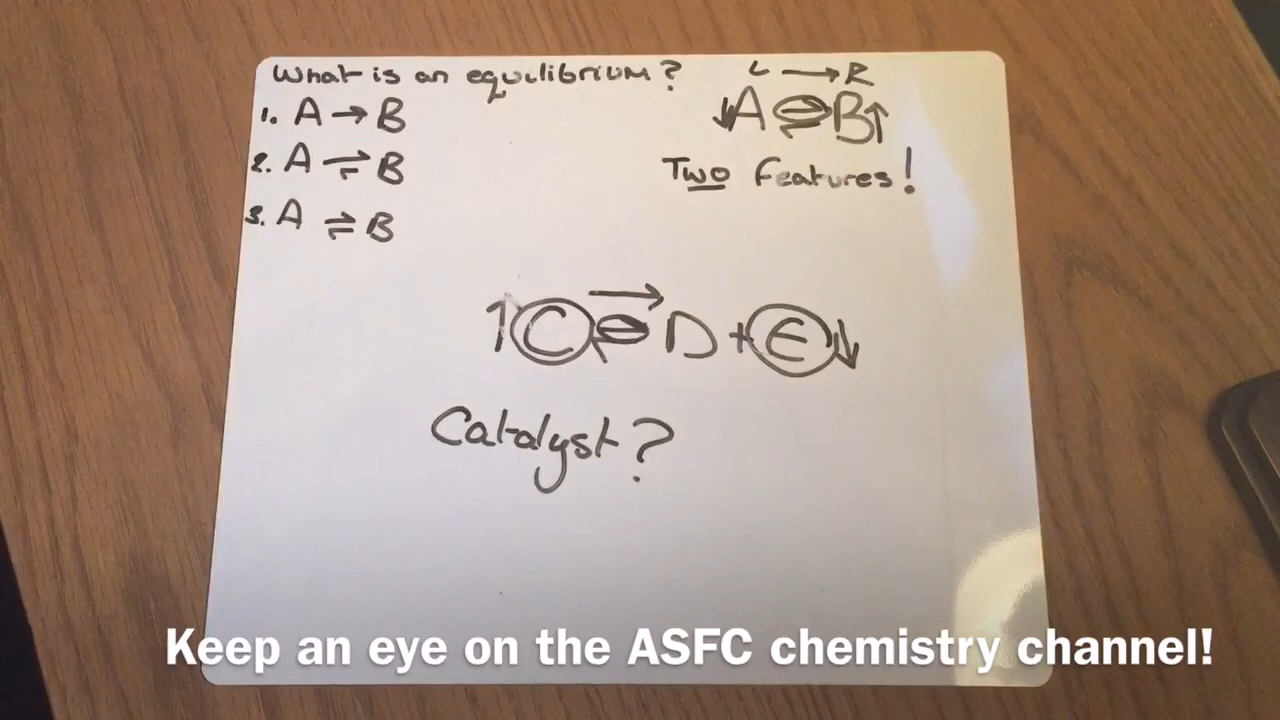 What is an equilibrium?
1. A → B
2. A ⇌ B
3. A ⇌ B
L → R
↓A ⇌ B↑
Two features!
→
↑C ⇌ D + E↓
Catalyst?
Keep an eye on the ASFC chemistry channel!